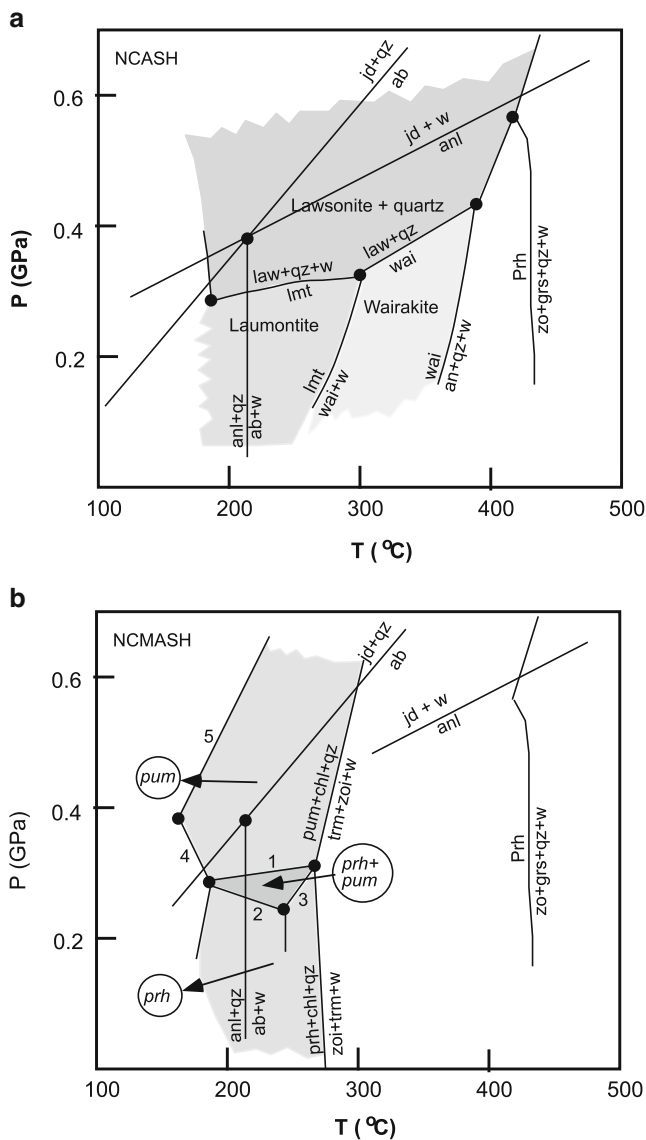 a
NCASH
jd+qz
ab
0.6
jd + w
anl
Lawsonite + quartz
0.4
law+qz
wai
law+qz+w
lmt
Laumontite
Wairakite
Prh
zo+grs+qz+w
P (GPa)
0.2
lmt
wai+w
wai
an+qz+w
anl+qz
ab+w
100
200
300
400
500
T (°C)
b
NCMASH
jd+qz
ab
0.6
jd + w
anl
5
pum
pum+chl+qz
trm+zoi+w
0.4
4
1
prh+
pum
Prh
zo+grs+qz+w
P (GPa)
2
3
0.2
prh
anl+qz
ab+w
prh+chl+qz
zoi+trm+w
100
200
300
400
500
T (°C)